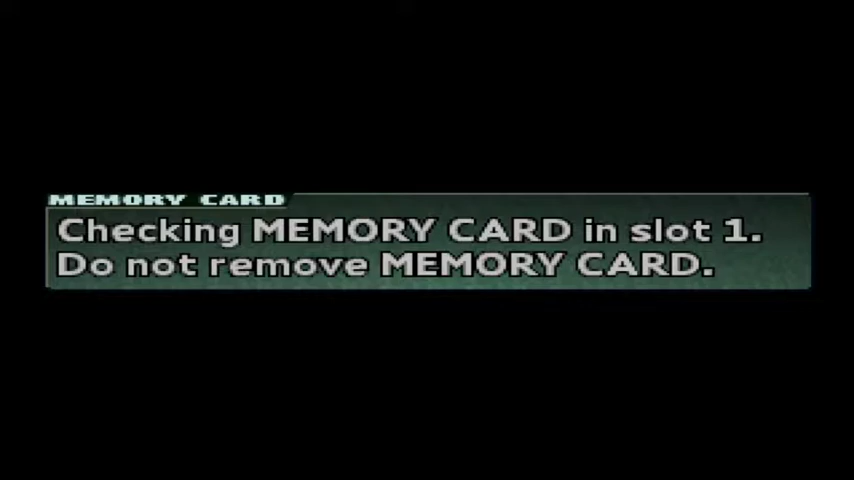 MEMORY CARD
Checking MEMORY CARD in slot 1.
Do not remove MEMORY CARD.